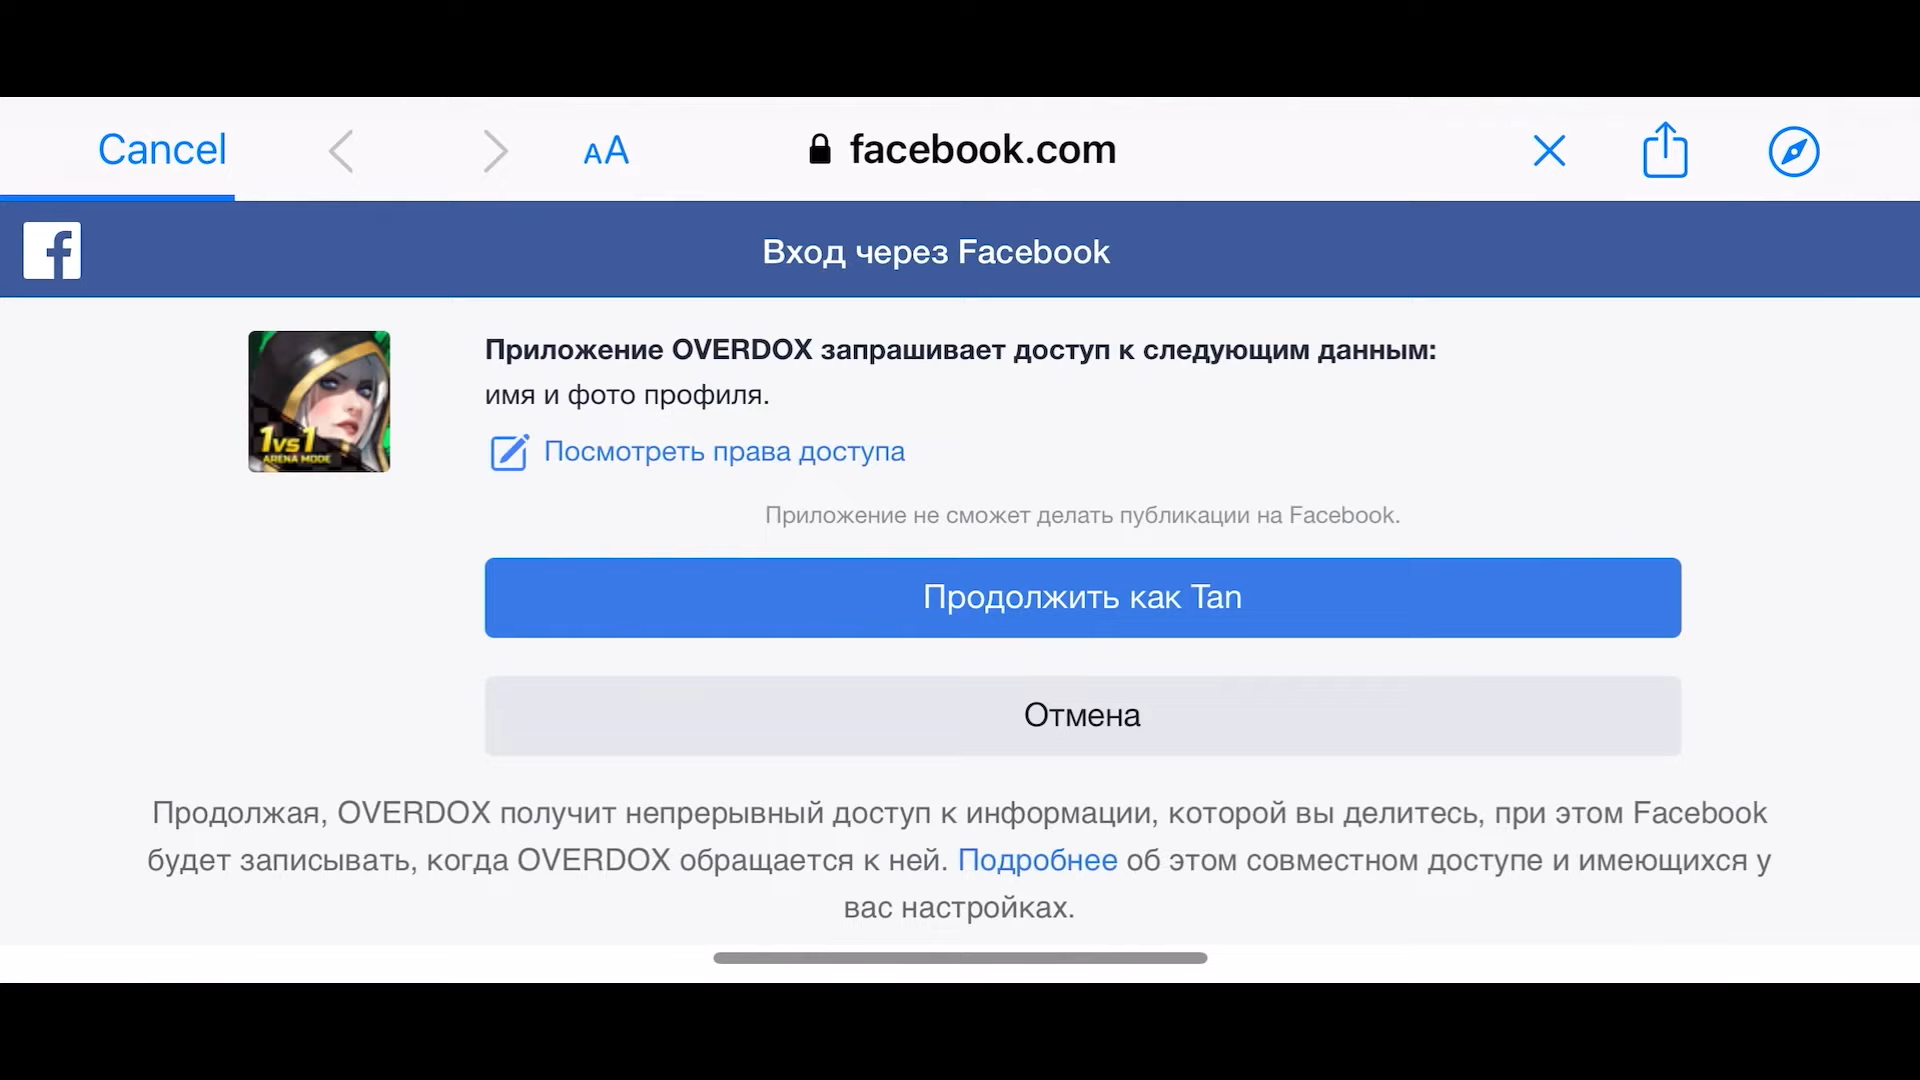 Cancel
AA
facebook.com
Вход через Facebook
Приложение OVERDOX запрашивает доступ к следующим данным:
имя и фото профиля.
Посмотреть права доступа
1vs1
ARENA MODE
Приложение не сможет делать публикации на Facebook.
Продолжить как Tan
Отмена
Продолжая, OVERDOX получит непрерывный доступ к информации, которой вы делитесь, при этом Facebook
будет записывать, когда OVERDOX обращается к ней. Подробнее об этом совместном доступе и имеющихся у
вас настройках.